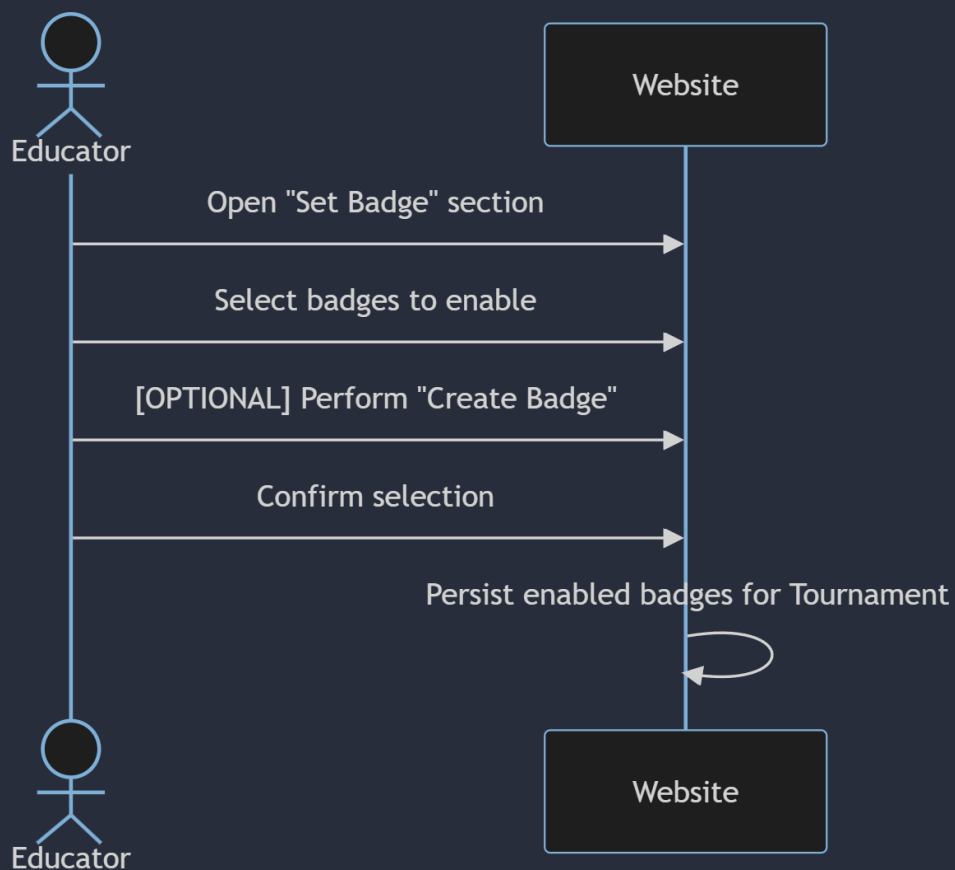 Website
Educator
Open "Set Badge" section
Select badges to enable
[OPTIONAL] Perform "Create Badge"
Confirm selection
Persist enabled badges for Tournament
Website
Educator